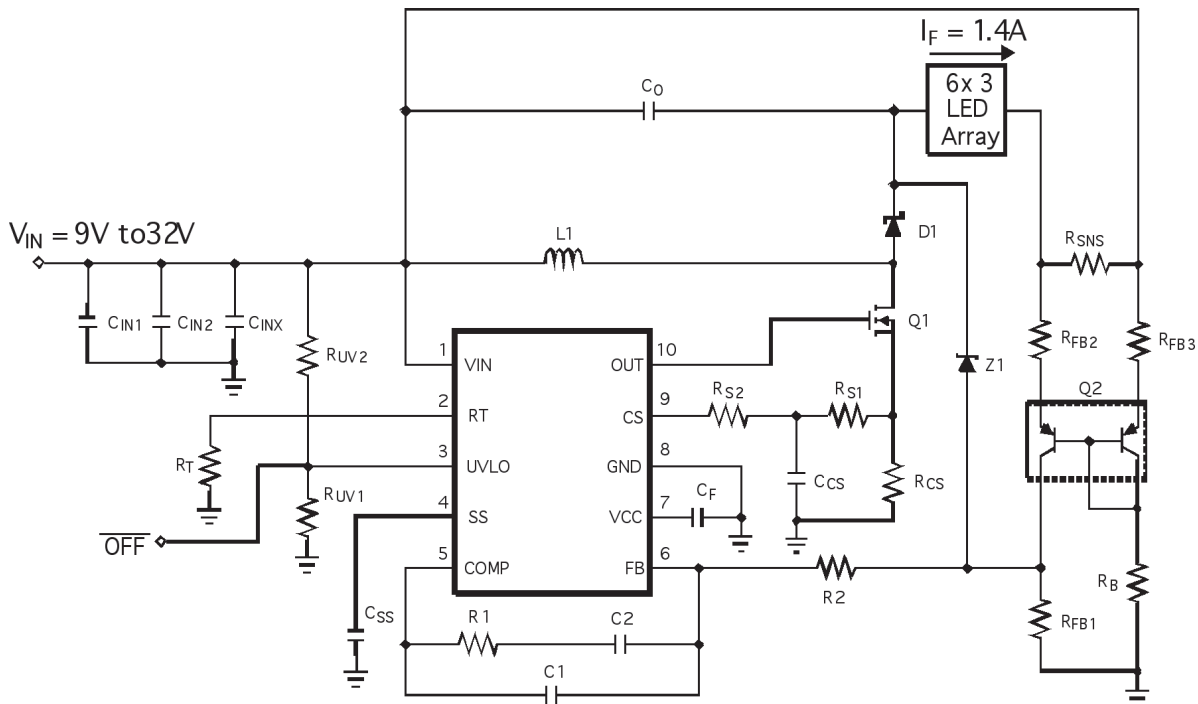 I_F = 1.4A
6x 3
LED
Array
C_O
V_IN = 9V to32V
L1
D1
R_SNS
C_IN1
C_IN2
C_INX
R_UV2
Q1
R_FB2
R_FB3
1
VIN
OUT
10
Z1
Q2
2
RT
CS
9
R_S2
R_S1
R_T
3
UVLO
GND
8
C_CS
R_CS
R_UV1
4
SS
VCC
7
C_F
OFF
5
COMP
FB
6
R2
R_B
R_FB1
C_SS
R1
C2
C1